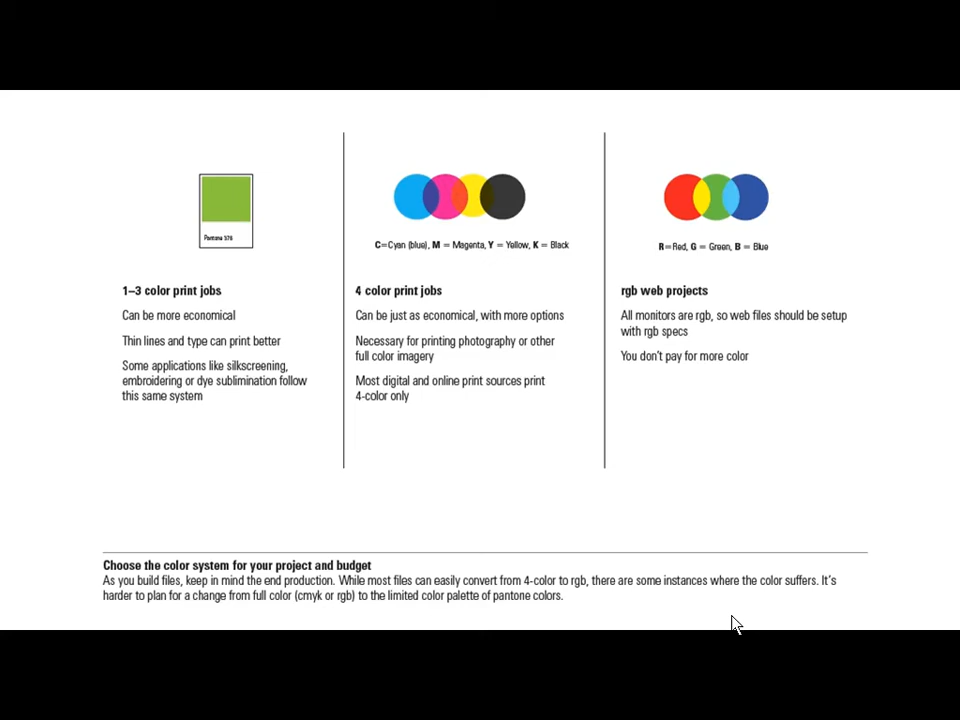 Pantone 376
C=Cyan (blue), M = Magenta, Y = Yellow, K = Black
R=Red, G = Green, B = Blue
1–3 color print jobs
Can be more economical
Thin lines and type can print better
Some applications like silkscreening,
embroidering or dye sublimination follow
this same system
4 color print jobs
Can be just as economical, with more options
Necessary for printing photography or other
full color imagery
Most digital and online print sources print
4-color only
rgb web projects
All monitors are rgb, so web files should be setup
with rgb specs
You don't pay for more color
Choose the color system for your project and budget
As you build files, keep in mind the end production. While most files can easily convert from 4-color to rgb, there are some instances where the color suffers. It's
harder to plan for a change from full color (cmyk or rgb) to the limited color palette of pantone colors.